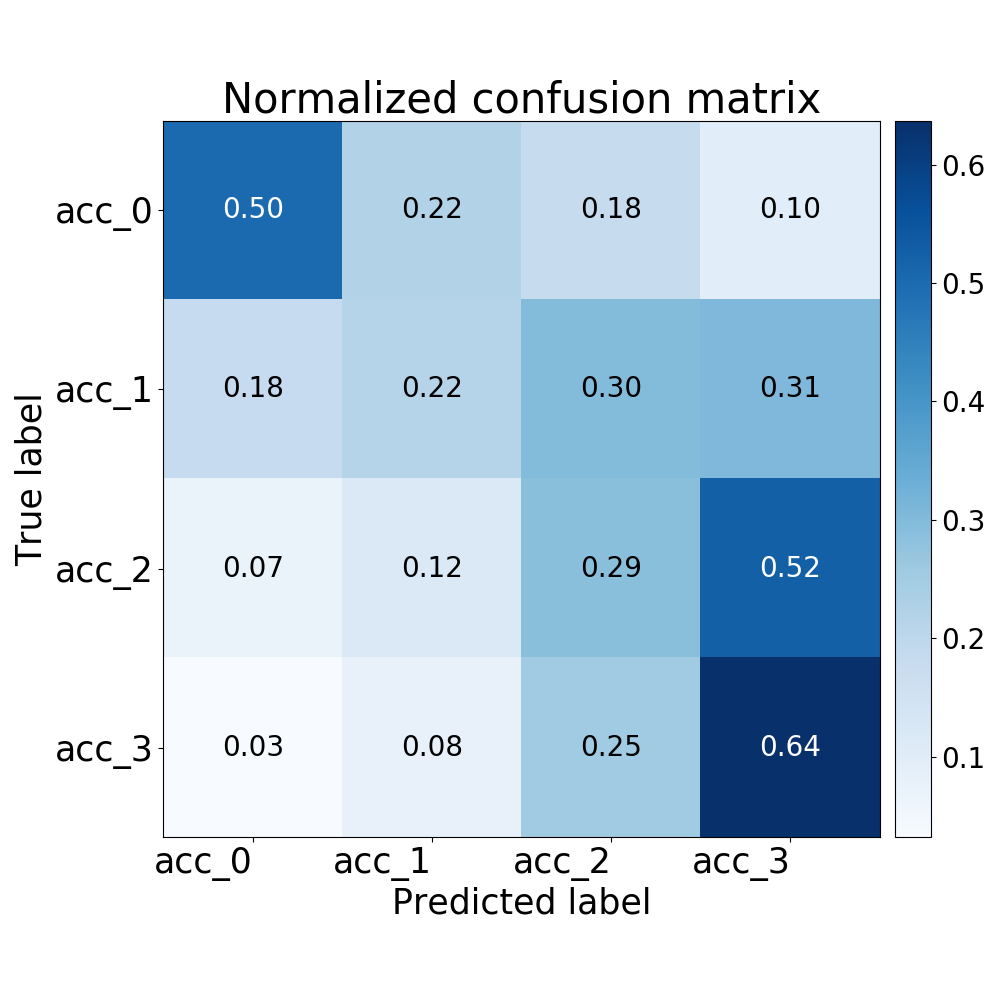 Normalized confusion matrix
acc_0 0.50 0.22 0.18 0.10
acc_1 0.18 0.22 0.30 0.31
acc_2 0.07 0.12 0.29 0.52
acc_3 0.03 0.08 0.25 0.64
acc_0 acc_1 acc_2 acc_3
Predicted label
True label
0.6
0.5
0.4
0.3
0.2
0.1